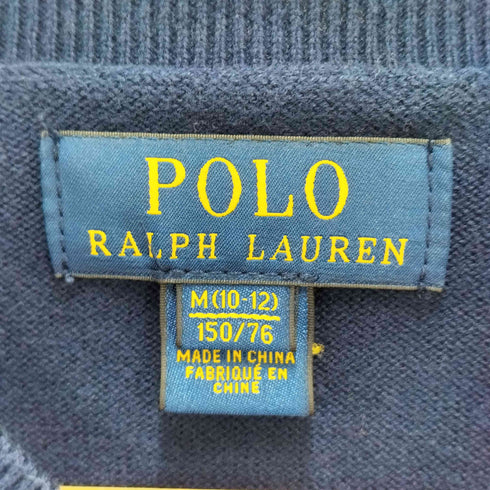 POLO
RALPH LAUREN
M(10-12)
150/76
MADE IN CHINA
FABRIQUÉ EN
CHINE